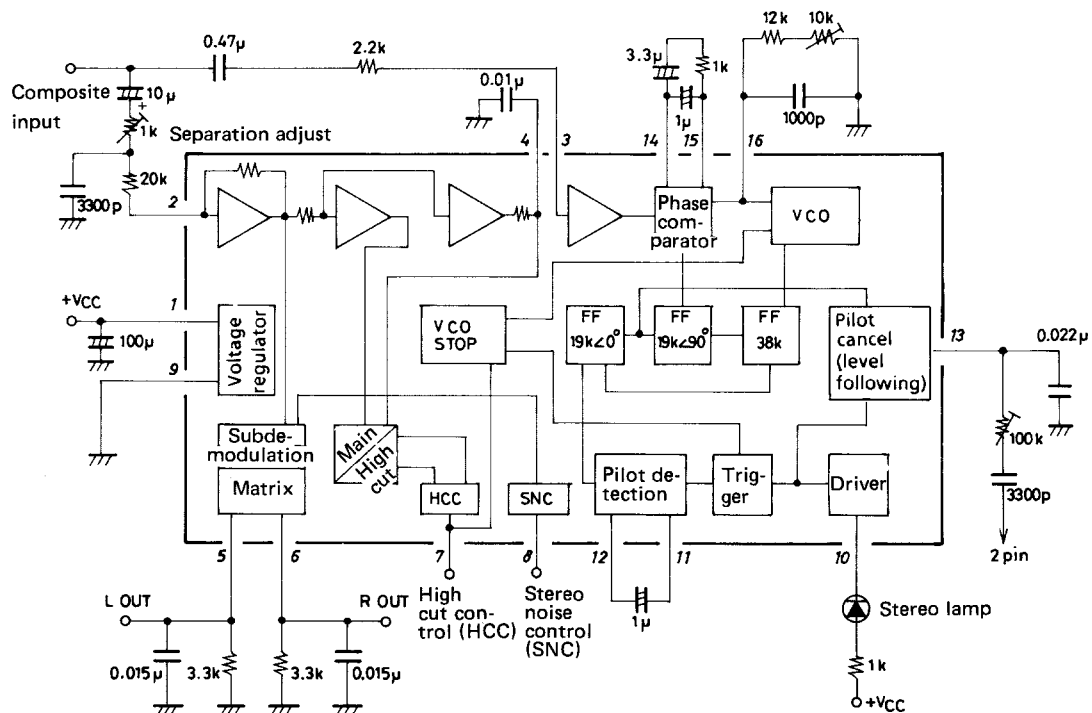 12k
10k
0.47μ
2.2k
3.3μ
1k
0.01μ
Composite
input
10μ
+
1k
1μ
1000p
Separation adjust
4
3
14
15
16
20k
3300p
2
Phase
com-
parator
VCO
+VCC
1
100μ
Voltage
regulator
9
VCO
STOP
FF
19k∠0°
FF
19k∠90°
FF
38k
Pilot
cancel
(level
following)
13
0.022μ
Subde-
modulation
Matrix
Main
High
cut
HCC
SNC
Pilot de-
tection
Trig-
ger
Driver
100k
3300p
2 pin
5
6
7
8
12
11
10
L OUT
R OUT
High
cut con-
trol (HCC)
Stereo
noise
control
(SNC)
1μ
Stereo lamp
0.015μ
3.3k
3.3k
0.015μ
1k
+VCC